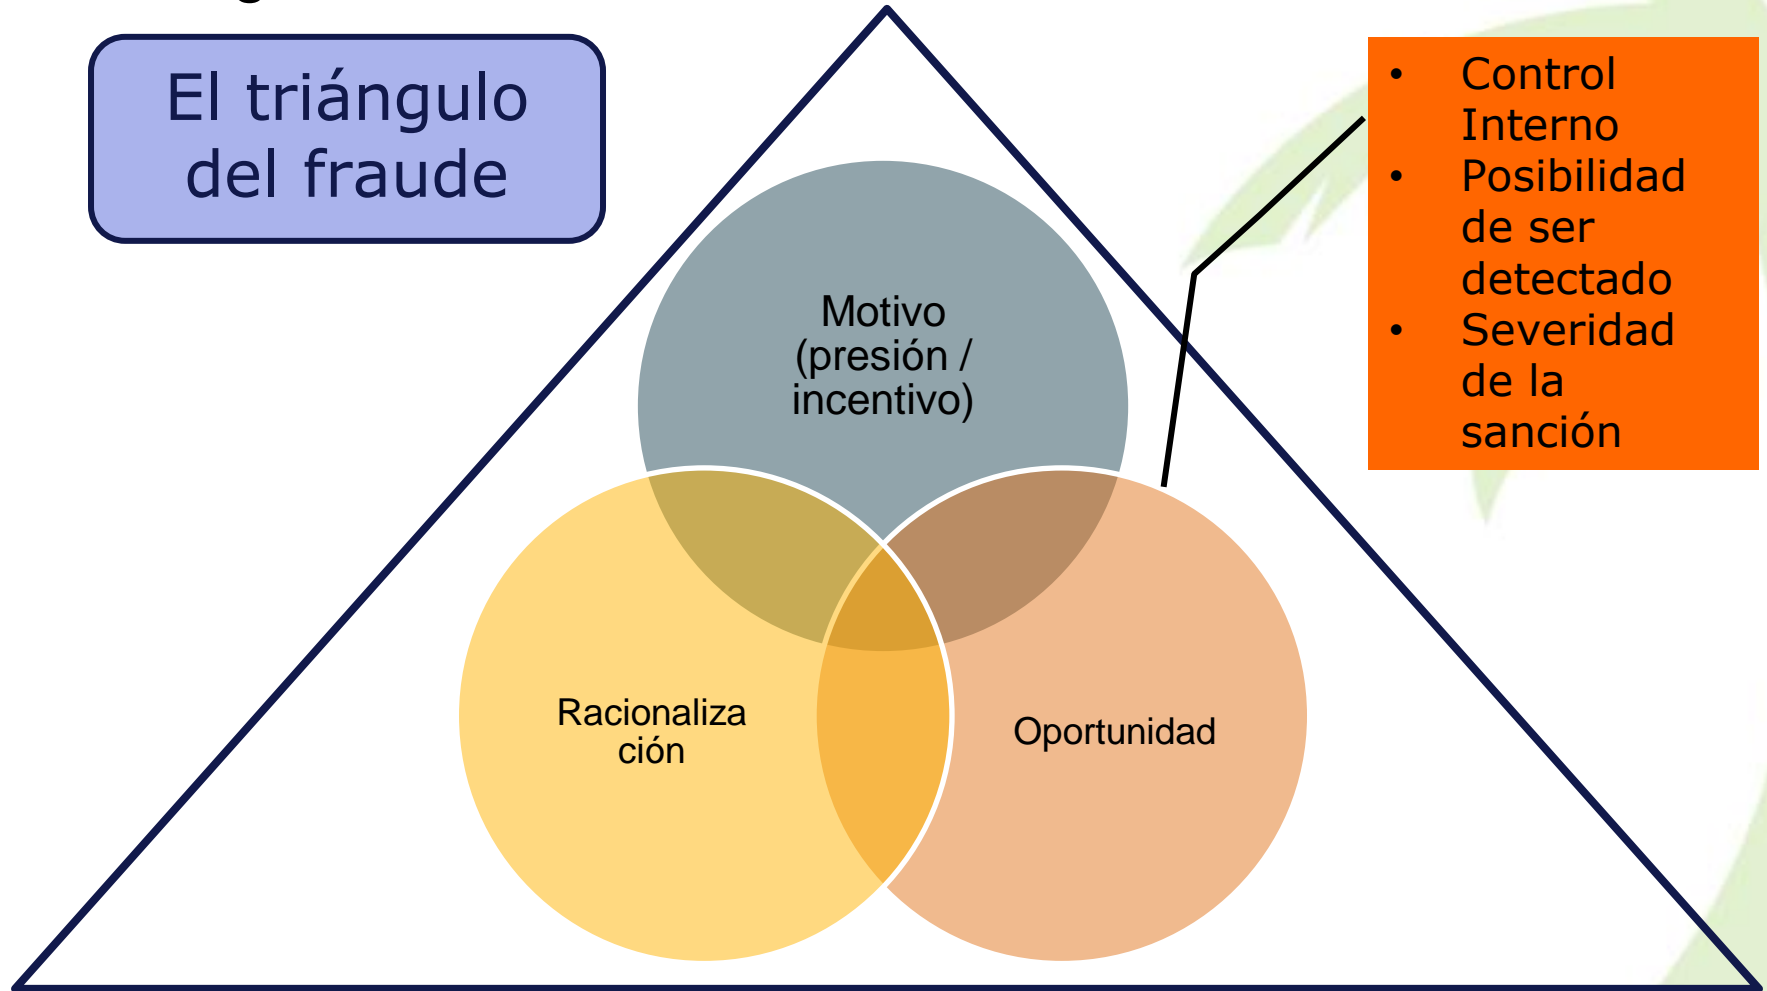 El triángulo
del fraude
Motivo
(presión /
incentivo)
Racionaliza
ción
Oportunidad
• Control
Interno
• Posibilidad
de ser
detectado
• Severidad
de la
sanción